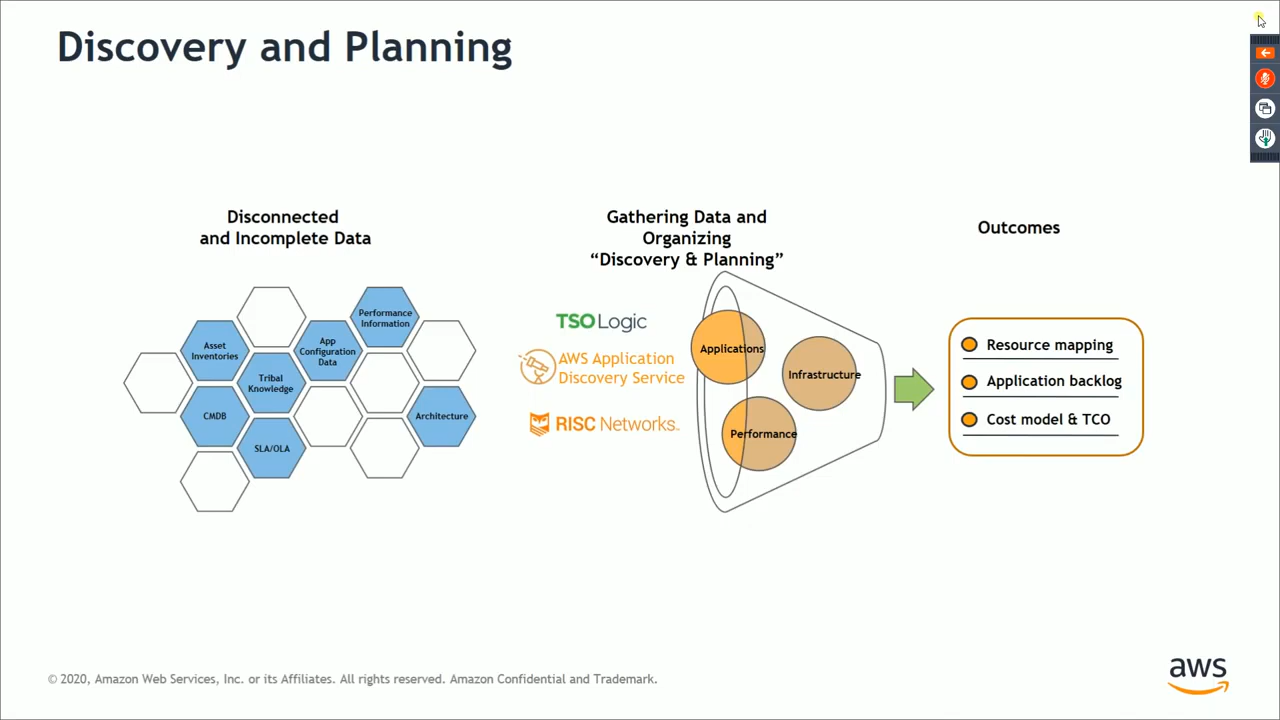 Discovery and Planning
Disconnected
and Incomplete Data
Performance
Information
Asset
Inventories
App
Configuration
Data
Tribal
Knowledge
CMDB
Architecture
SLA/OLA
Gathering Data and
Organizing
“Discovery & Planning”
TSO Logic
AWS Application
Discovery Service
RISC Networks.
Applications
Infrastructure
Performance
Outcomes
Resource mapping
Application backlog
Cost model & TCO
© 2020, Amazon Web Services, Inc. or its Affiliates. All rights reserved. Amazon Confidential and Trademark.
aws